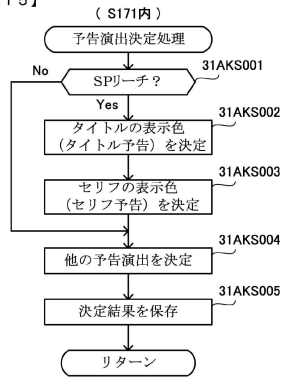 １５】
( S171内 )
予告演出決定処理
No
SPリーチ？
31AKS001
Yes
31AKS002
タイトルの表示色
(タイトル予告) を決定
31AKS003
セリフの表示色
(セリフ予告) を決定
31AKS004
他の予告演出を決定
31AKS005
決定結果を保存
リターン